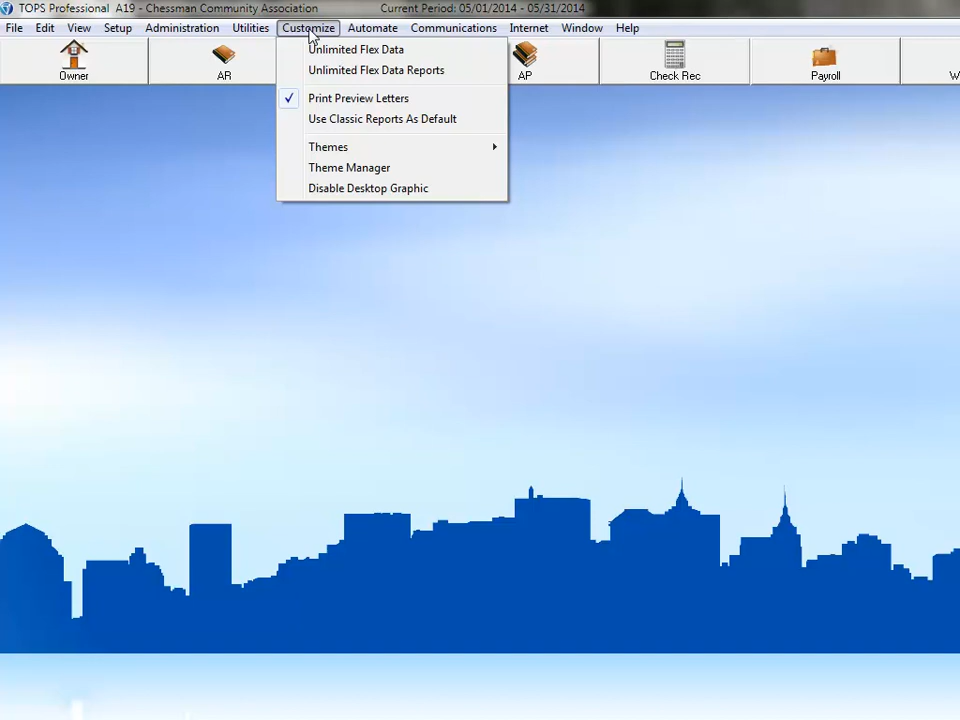 TOPS Professional A19 - Chessman Community Association Current Period: 05/01/2014 - 05/31/2014
File Edit View Setup Administration Utilities Customize Automate Communications Internet Window Help
Owner AR AP Check Rec Payroll W
Unlimited Flex Data
Unlimited Flex Data Reports
Print Preview Letters
Use Classic Reports As Default
Themes
Theme Manager
Disable Desktop Graphic